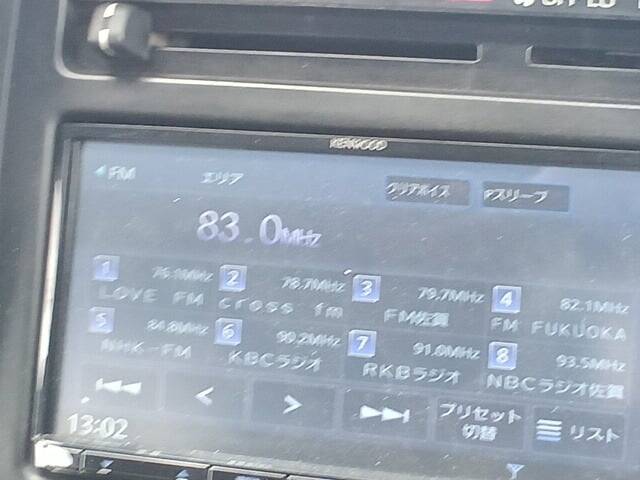 KENWOOD
FM エリア クリアボイス Pスリープ
83.0MHz
1 76.1MHz 2 78.7MHz 3 79.7MHz 4 82.1MHz
LOVE FM cross fm FM佐賀 FM FUKUOKA
5 84.8MHz 6 90.2MHz 7 91.0MHz 8 93.5MHz
NHK-FM KBCラジオ RKBラジオ NBCラジオ佐賀
プリセット
切替 リスト
13:02